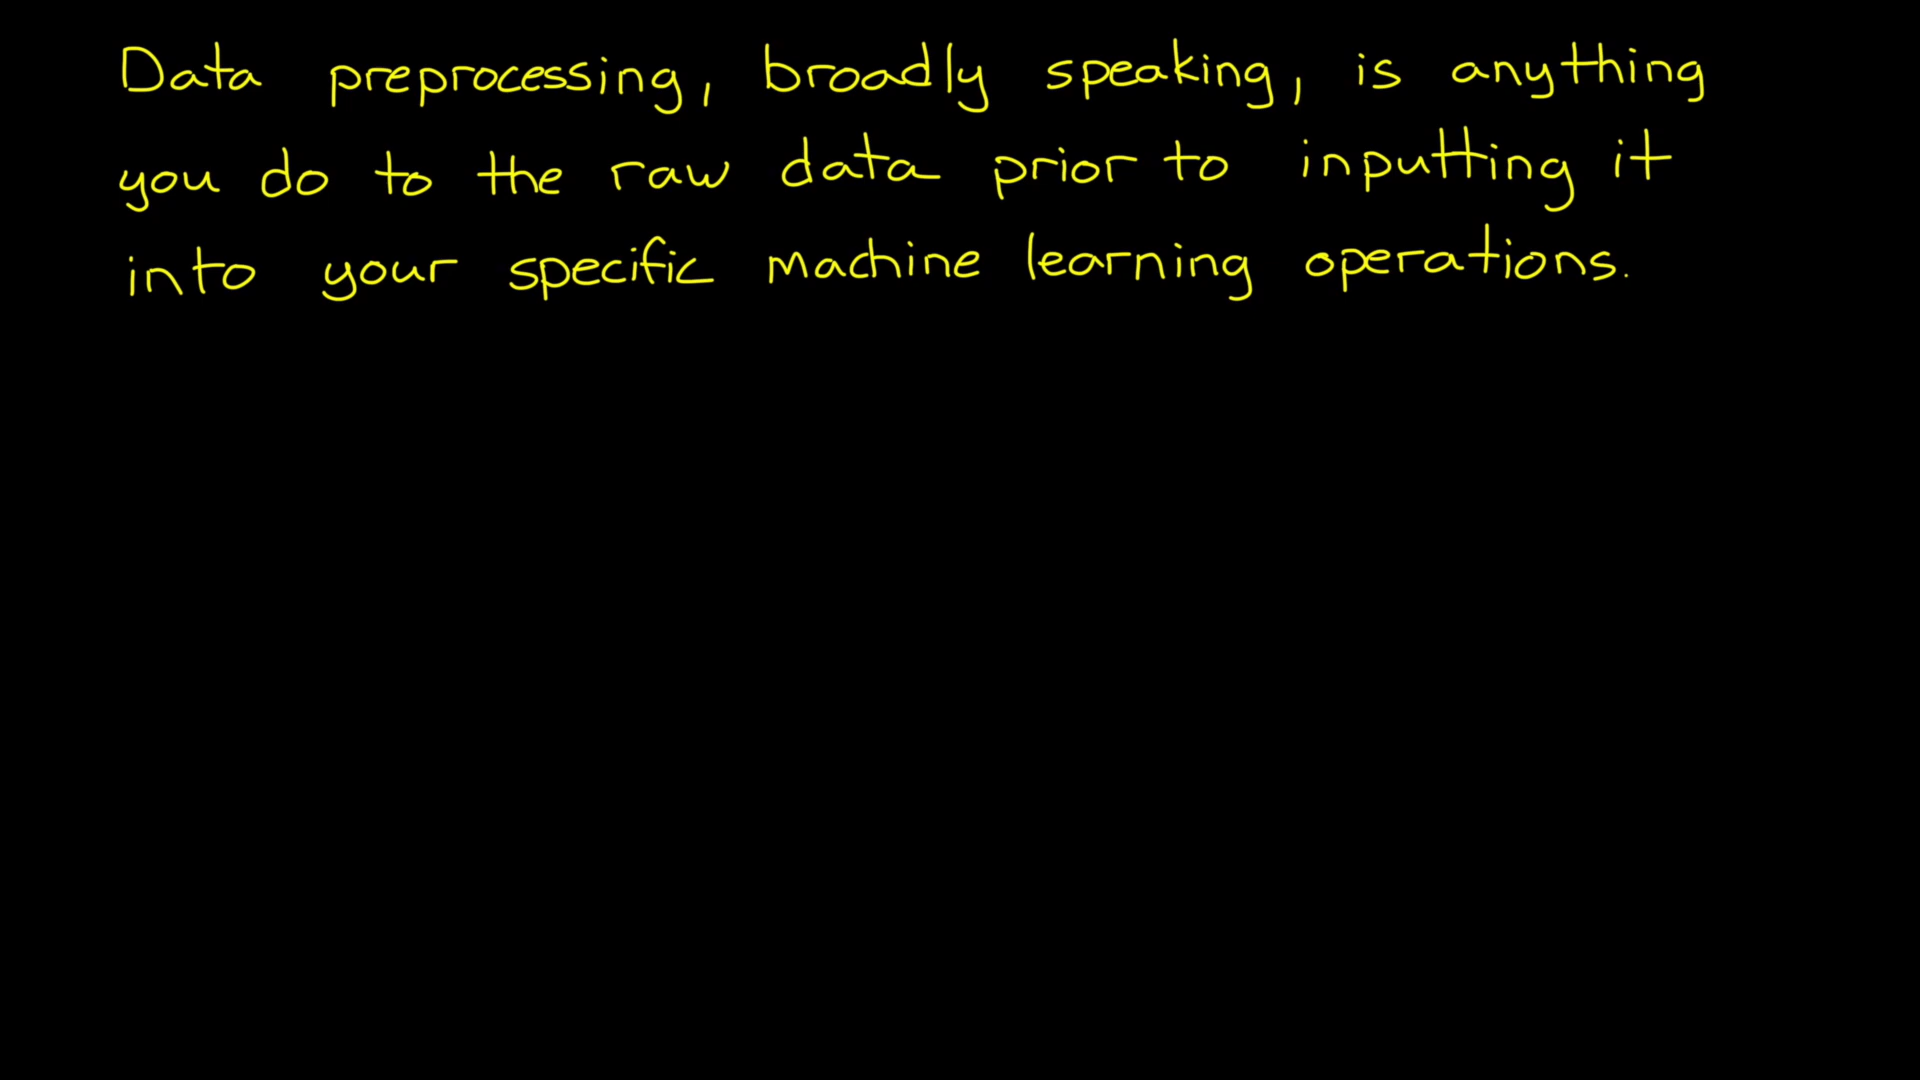 Data preprocessing, broadly speaking, is anything
you do to the raw data prior to inputting it
into your specific machine learning operations.